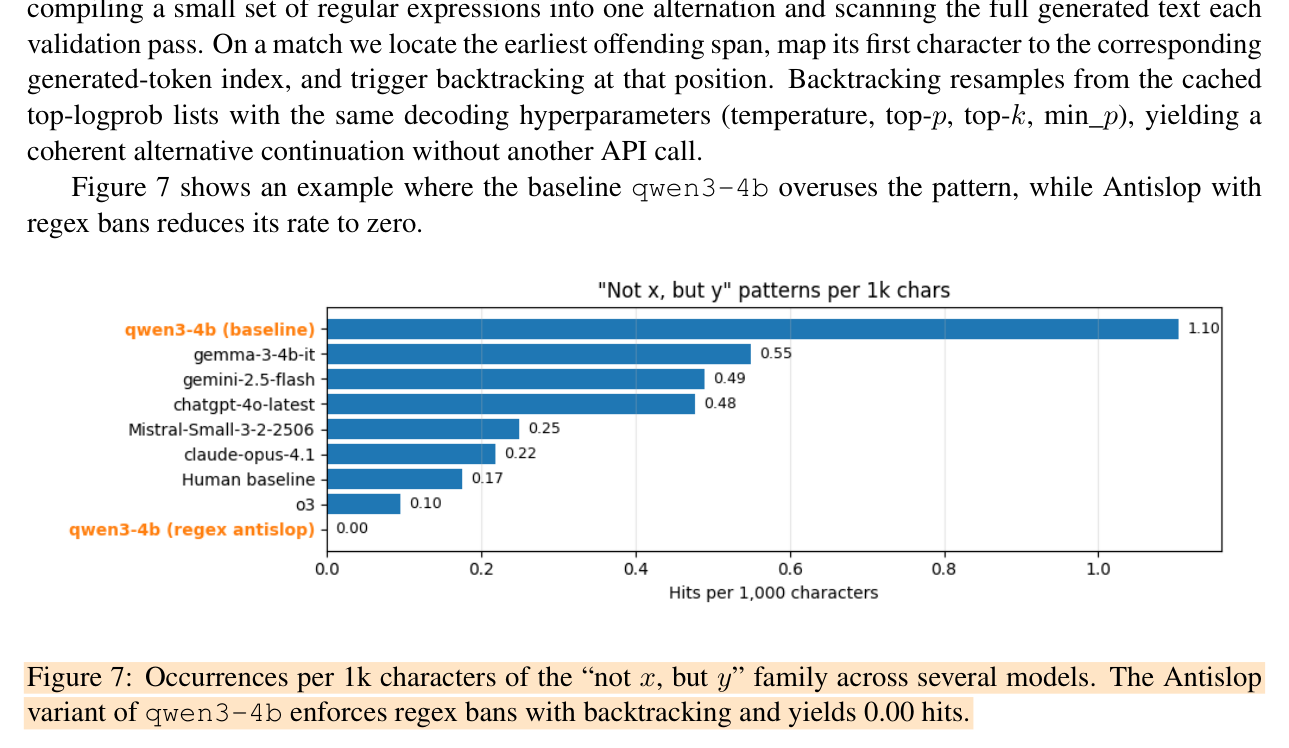 compiling a small set of regular expressions into one alternation and scanning the full generated text each
validation pass. On a match we locate the earliest offending span, map its first character to the corresponding
generated-token index, and trigger backtracking at that position. Backtracking resamples from the cached
top-logprob lists with the same decoding hyperparameters (temperature, top-p, top-k, min_p), yielding a
coherent alternative continuation without another API call.
Figure 7 shows an example where the baseline qwen3-4b overuses the pattern, while Antislop with
regex bans reduces its rate to zero.
"Not x, but y" patterns per 1k chars
qwen3-4b (baseline) 1.10
gemma-3-4b-it 0.55
gemini-2.5-flash 0.49
chatgpt-4o-latest 0.48
Mistral-Small-3-2-2506 0.25
claude-opus-4.1 0.22
Human baseline 0.17
o3 0.10
qwen3-4b (regex antislop) 0.00
0.0 0.2 0.4 0.6 0.8 1.0
Hits per 1,000 characters
Figure 7: Occurrences per 1k characters of the “not x, but y” family across several models. The Antislop
variant of qwen3-4b enforces regex bans with backtracking and yields 0.00 hits.